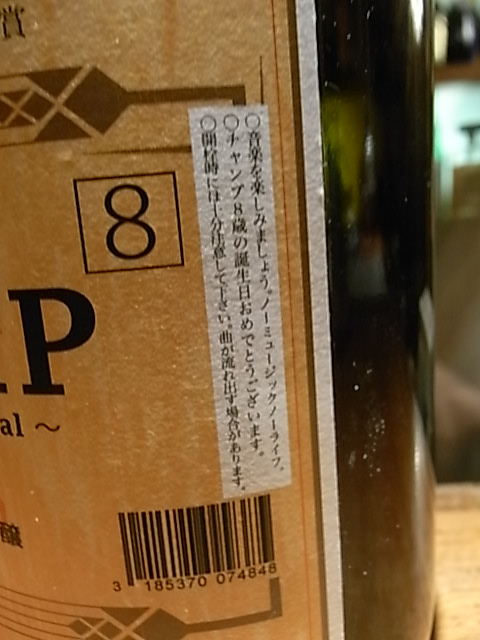 賞
8
○音楽を楽しみましょう。ノーミュージックノーライフ。
○チャンプ8歳の誕生日おめでとうございます。
○開栓時には十分注意して下さい。曲が流れ出す場合があります。
P
al～
醸
3 185370 074848